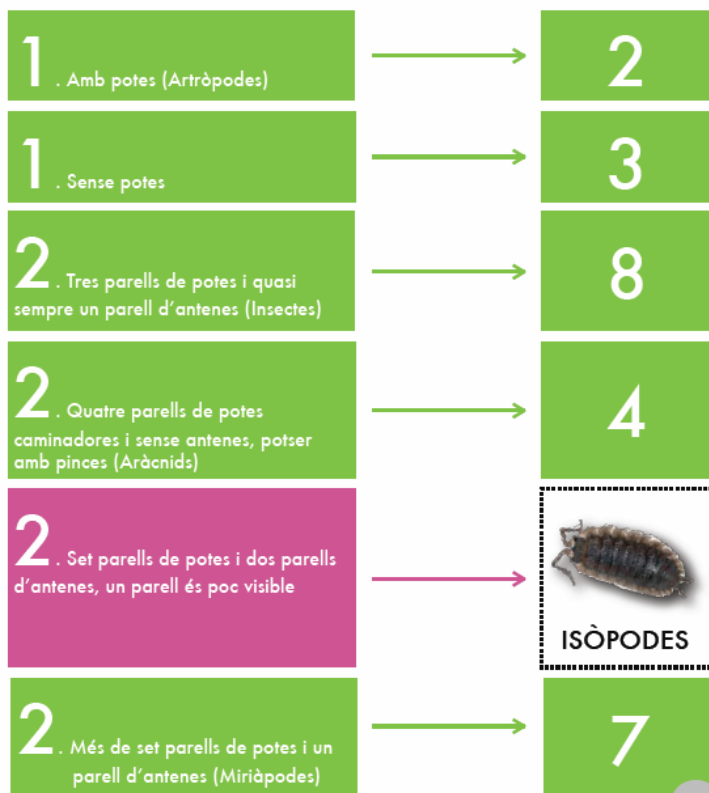 1. Amb potes (Artròpodes)
2
1. Sense potes
3
2. Tres parells de potes i quasi
sempre un parell d'antenes (Insectes)
8
2. Quatre parells de potes
caminadores i sense antenes, potser
amb pinces (Aràcnids)
4
2. Set parells de potes i dos parells
d'antenes, un parell és poc visible
ISÒPODES
2. Més de set parells de potes i un
parell d'antenes (Miriàpodes)
7